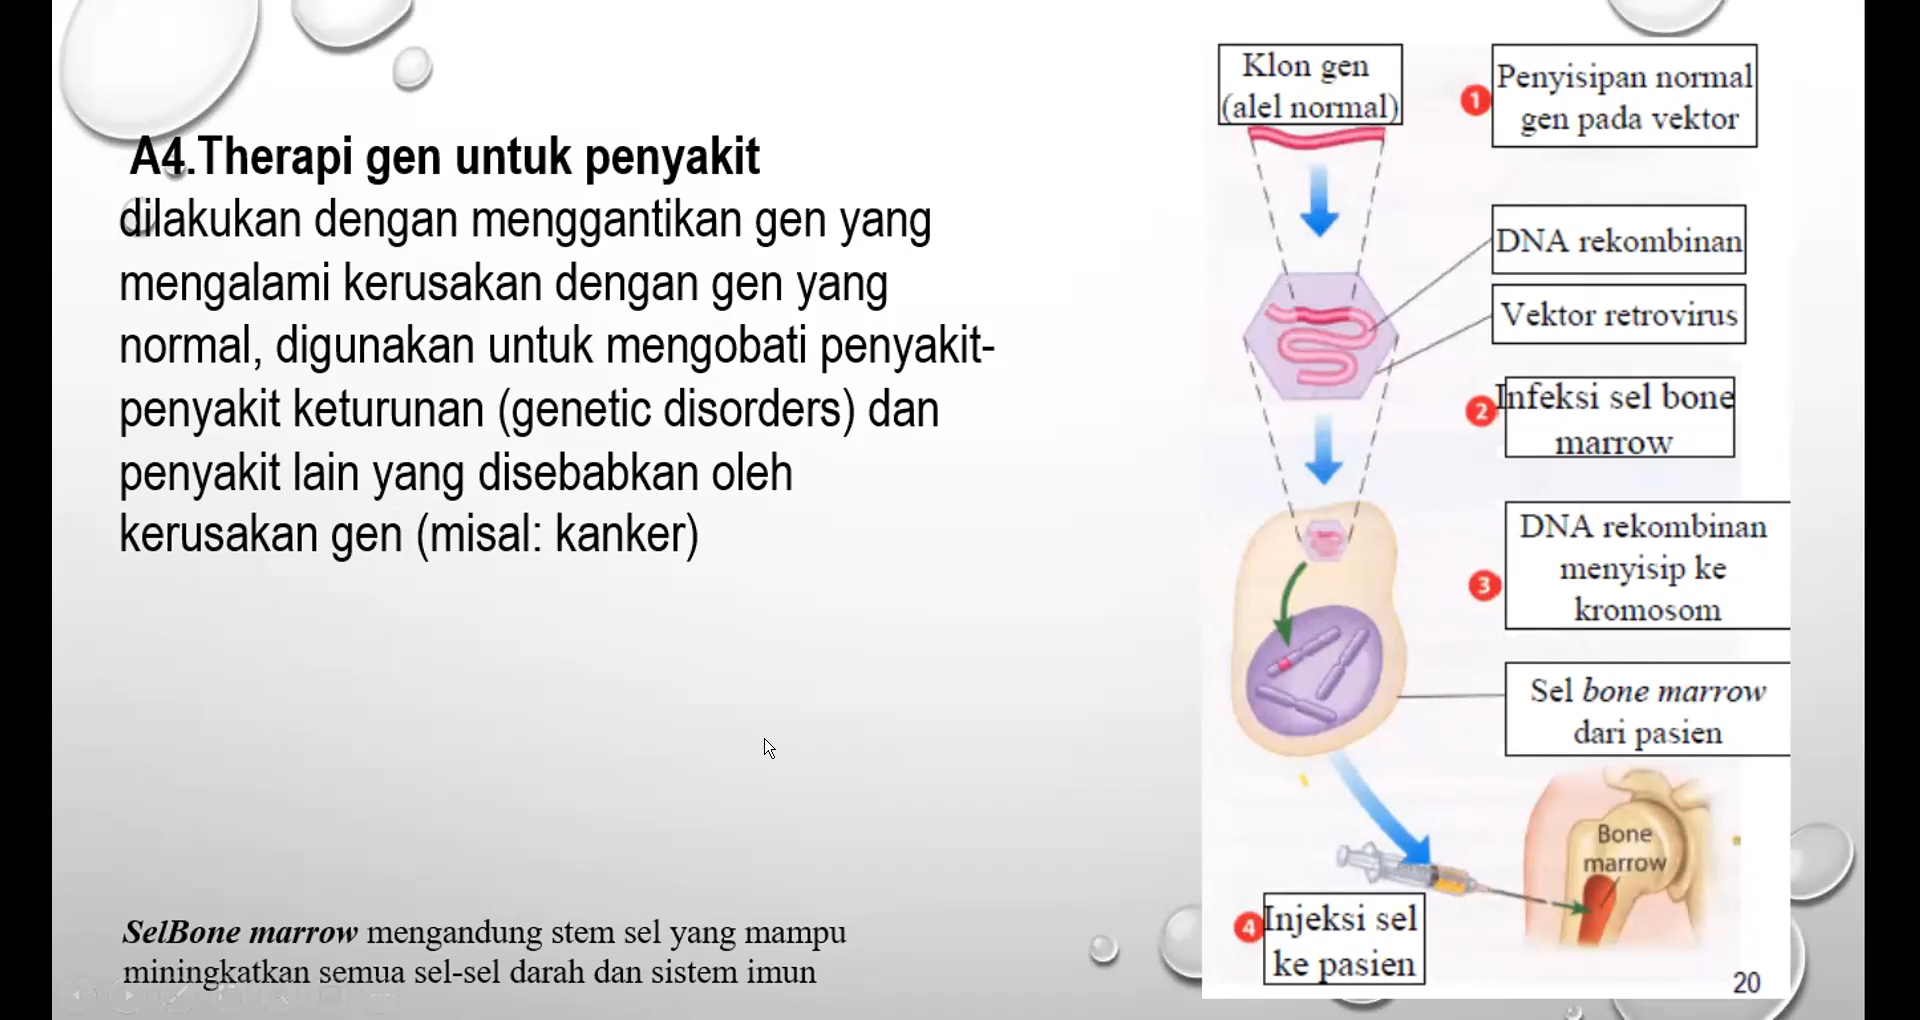 A4.Therapi gen untuk penyakit
dilakukan dengan menggantikan gen yang
mengalami kerusakan dengan gen yang
normal, digunakan untuk mengobati penyakit-
penyakit keturunan (genetic disorders) dan
penyakit lain yang disebabkan oleh
kerusakan gen (misal: kanker)
SelBone marrow mengandung stem sel yang mampu
miningkatkan semua sel-sel darah dan sistem imun
Klon gen
(alel normal)
1
Penyisipan normal
gen pada vektor
DNA rekombinan
Vektor retrovirus
2
Infeksi sel bone
marrow
3
DNA rekombinan
menyisip ke
kromosom
Sel bone marrow
dari pasien
Bone
marrow
4
Injeksi sel
ke pasien
20